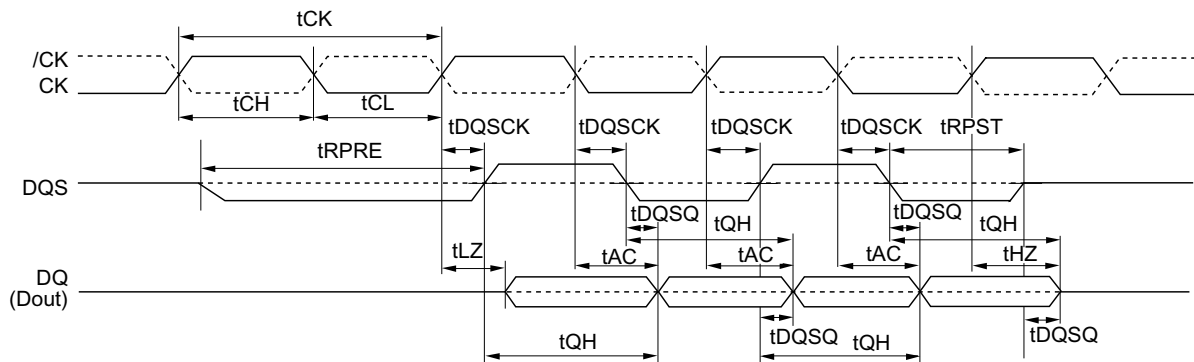 tCK
/CK
CK
tCH tCL
tDQSCK tDQSCK tDQSCK tDQSCK tRPST
tRPRE
DQS
tDQSQ tQH tDQSQ tQH
tLZ tAC tAC tAC tHZ
DQ
(Dout)
tQH tDQSQ tQH tDQSQ